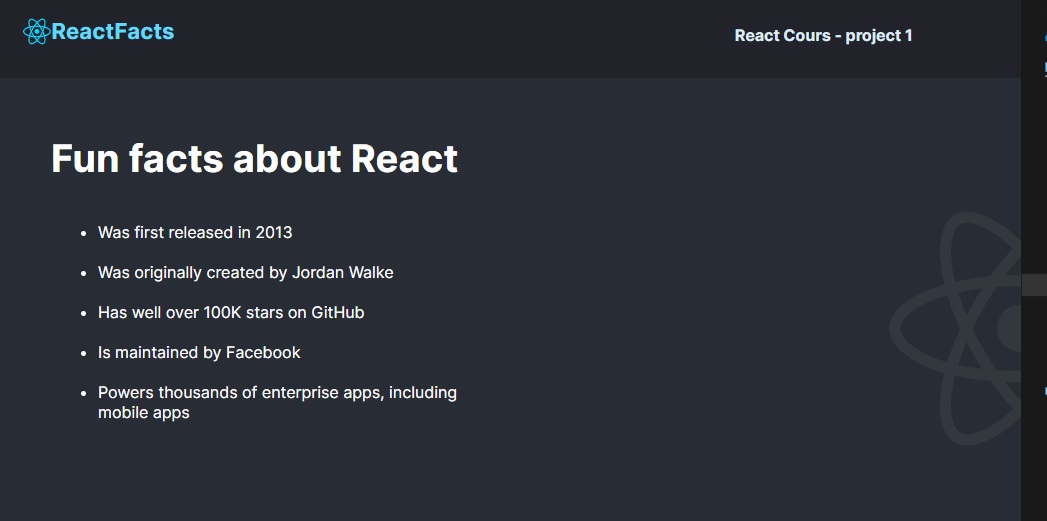 ReactFacts
React Cours - project 1
Fun facts about React
• Was first released in 2013
• Was originally created by Jordan Walke
• Has well over 100K stars on GitHub
• Is maintained by Facebook
• Powers thousands of enterprise apps, including
mobile apps